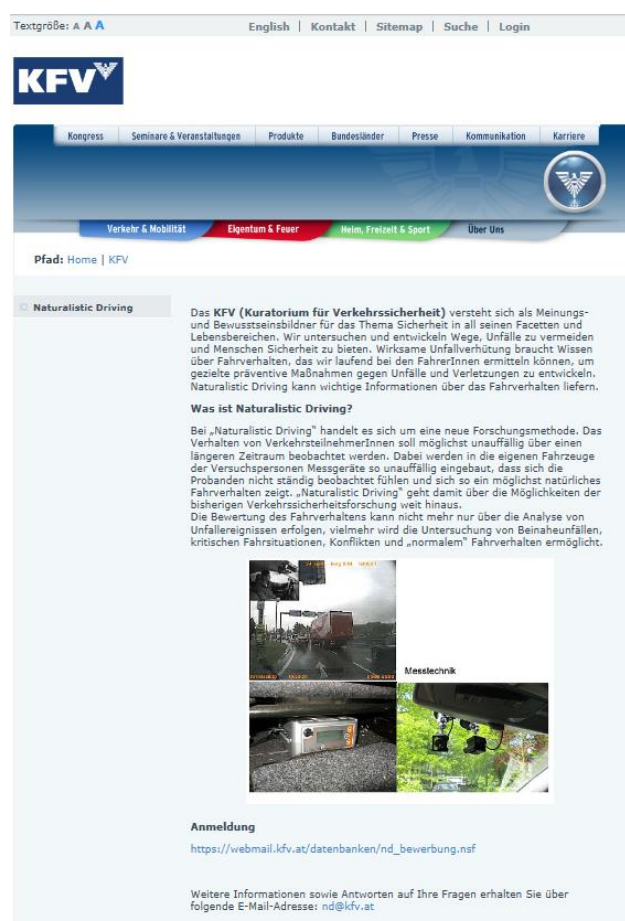 Textgröße: A A A
English | Kontakt | Sitemap | Suche | Login
KFV
Kongress Seminare & Veranstaltungen Produkte Bundesländer Presse Kommunikation Karriere
Verkehr & Mobilität Eigentum & Feuer Heim, Freizeit & Sport Über Uns
Pfad: Home | KFV
Naturalistic Driving
Das KFV (Kuratorium für Verkehrssicherheit) versteht sich als Meinungs-
und Bewusstseinsbildner für das Thema Sicherheit in all seinen Facetten und
Lebensbereichen. Wir untersuchen und entwickeln Wege, Unfälle zu vermeiden
und Menschen Sicherheit zu bieten. Wirksame Unfallverhütung braucht Wissen
über Fahrverhalten, das wir laufend bei den FahrerInnen ermitteln können, um
gezielte präventive Maßnahmen gegen Unfälle und Verletzungen zu entwickeln.
Naturalistic Driving kann wichtige Informationen über das Fahrverhalten liefern.
Was ist Naturalistic Driving?
Bei „Naturalistic Driving" handelt es sich um eine neue Forschungsmethode. Das
Verhalten von VerkehrsteilnehmerInnen soll möglichst unauffällig über einen
längeren Zeitraum beobachtet werden. Dabei werden in die eigenen Fahrzeuge
der Versuchspersonen Messgeräte so unauffällig eingebaut, dass sich die
Probanden nicht ständig beobachtet fühlen und sich so ein möglichst natürliches
Fahrverhalten zeigt. „Naturalistic Driving" geht damit über die Möglichkeiten der
bisherigen Verkehrssicherheitsforschung weit hinaus.
Die Bewertung des Fahrverhaltens kann nicht mehr nur über die Analyse von
Unfallereignissen erfolgen, vielmehr wird die Untersuchung von Beinaheunfällen,
kritischen Fahrsituationen, Konflikten und „normalem" Fahrverhalten ermöglicht.
Messtechnik
Anmeldung
https://webmail.kfv.at/datenbanken/nd_bewerbung.nsf
Weitere Informationen sowie Antworten auf Ihre Fragen erhalten Sie über
folgende E-Mail-Adresse: nd@kfv.at